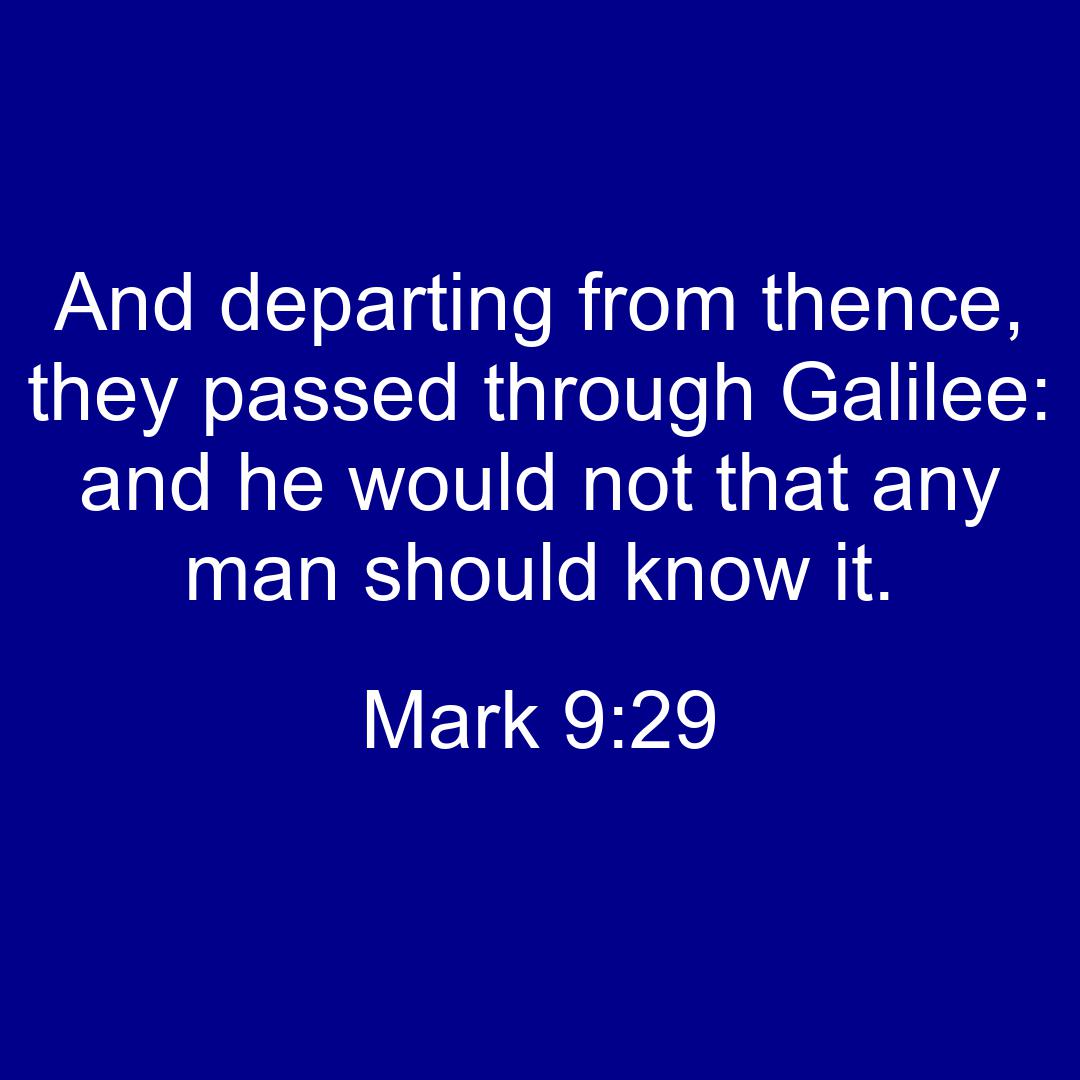 And departing from thence,
they passed through Galilee:
and he would not that any
man should know it.
Mark 9:29